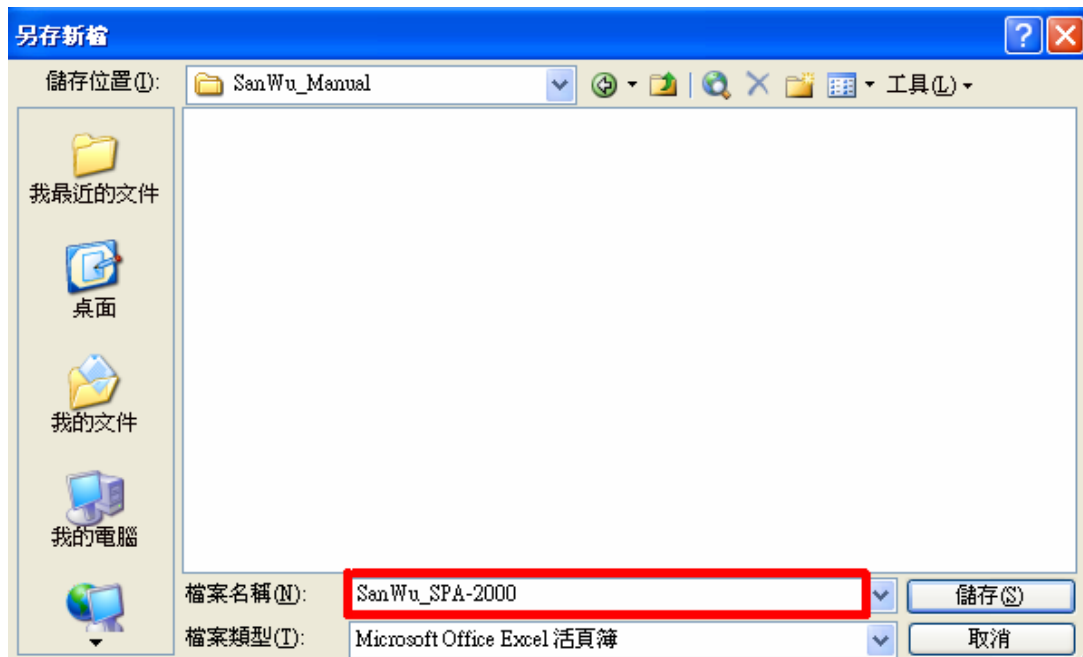 另存新檔
儲存位置(I):
SanWu_Manual
工具(L)
我最近的文件
桌面
我的文件
我的電腦
檔案名稱(N):
SanWu_SPA-2000
儲存(S)
檔案類型(T):
Microsoft Office Excel 活頁簿
取消